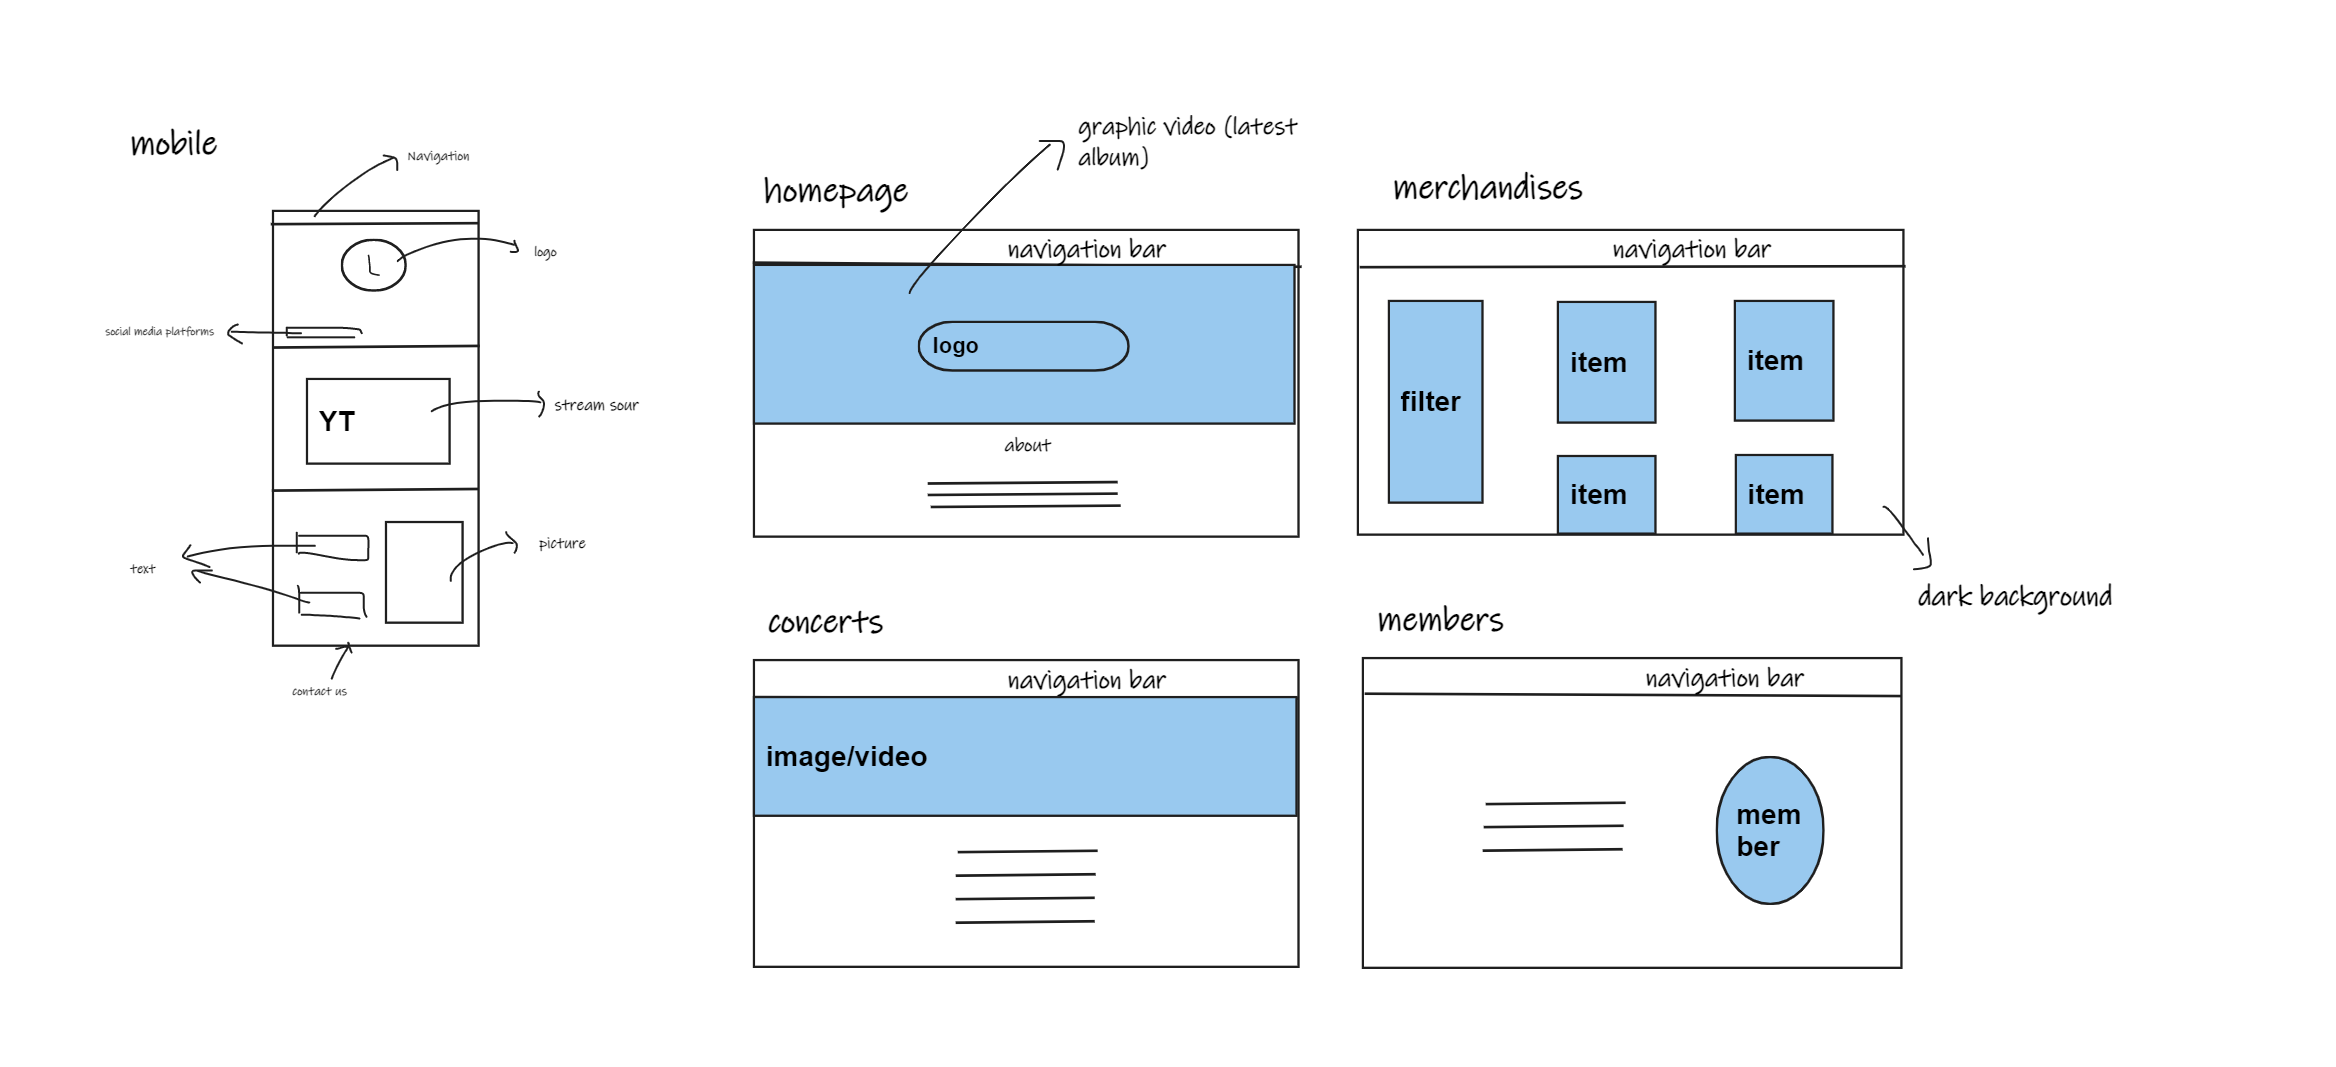 mobile
Navigation
L
logo
social media platforms
YT
stream sour
text
picture
contact us
graphic video (latest
album)
homepage
navigation bar
logo
about
merchandises
navigation bar
filter
item
item
item
item
dark background
concerts
navigation bar
image/video
members
navigation bar
mem
ber